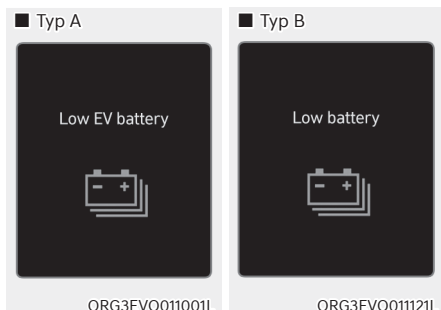 ■ Typ A
Low EV battery
ORG3EVQ011001L
■ Typ B
Low battery
ORG3EVQ011121L